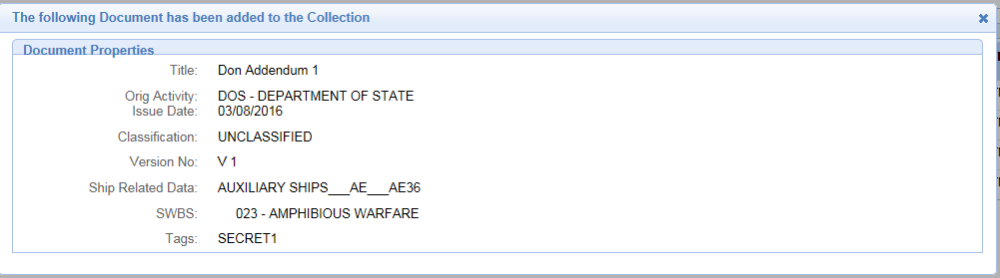 The following Document has been added to the Collection
Document Properties
Title: Don Addendum 1
Orig Activity: DOS - DEPARTMENT OF STATE
Issue Date: 03/08/2016
Classification: UNCLASSIFIED
Version No: V 1
Ship Related Data: AUXILIARY SHIPS___AE___AE36
SWBS: 023 - AMPHIBIOUS WARFARE
Tags: SECRET1